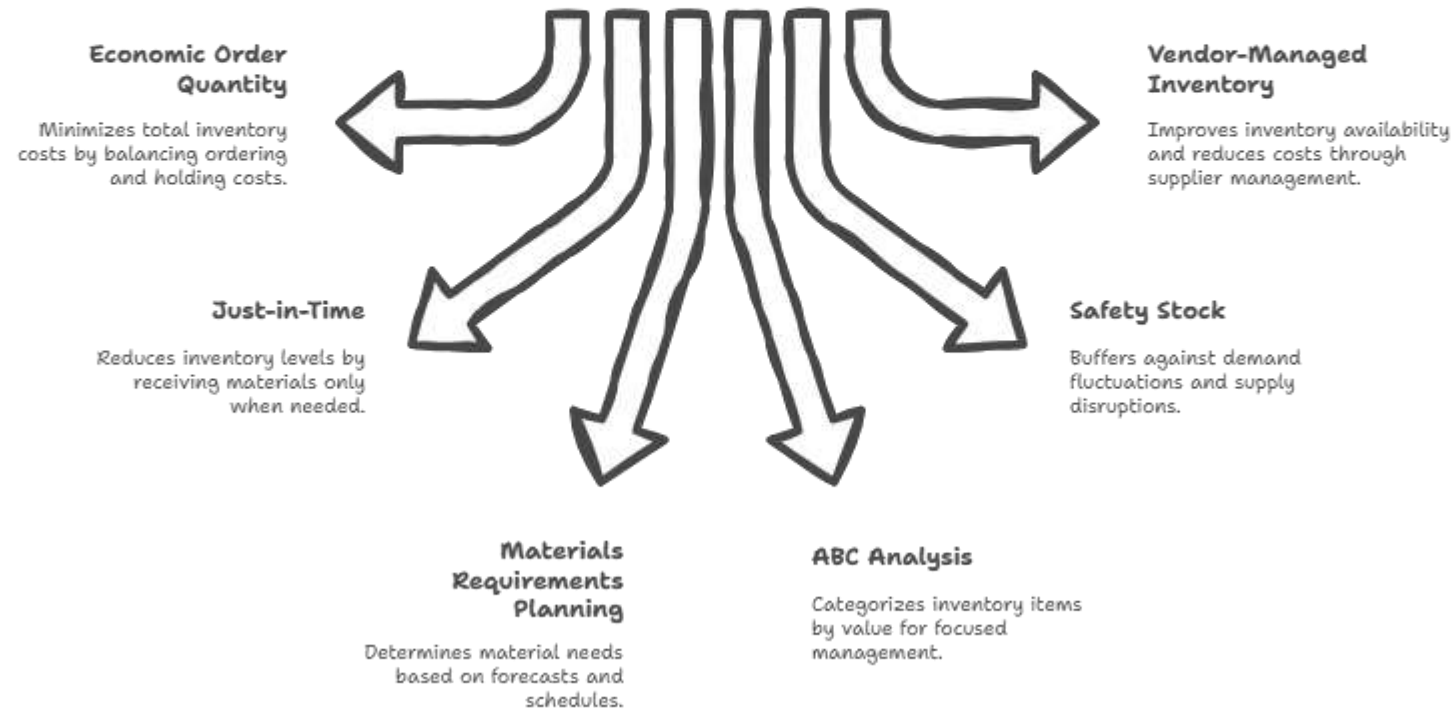 Economic Order
Quantity
Minimizes total inventory
costs by balancing ordering
and holding costs.
Vendor-Managed
Inventory
Improves inventory availability
and reduces costs through
supplier management.
Just-in-Time
Reduces inventory levels by
receiving materials only
when needed.
Safety Stock
Buffers against demand
fluctuations and supply
disruptions.
Materials
Requirements
Planning
Determines material needs
based on forecasts and
schedules.
ABC Analysis
Categorizes inventory items
by value for focused
management.